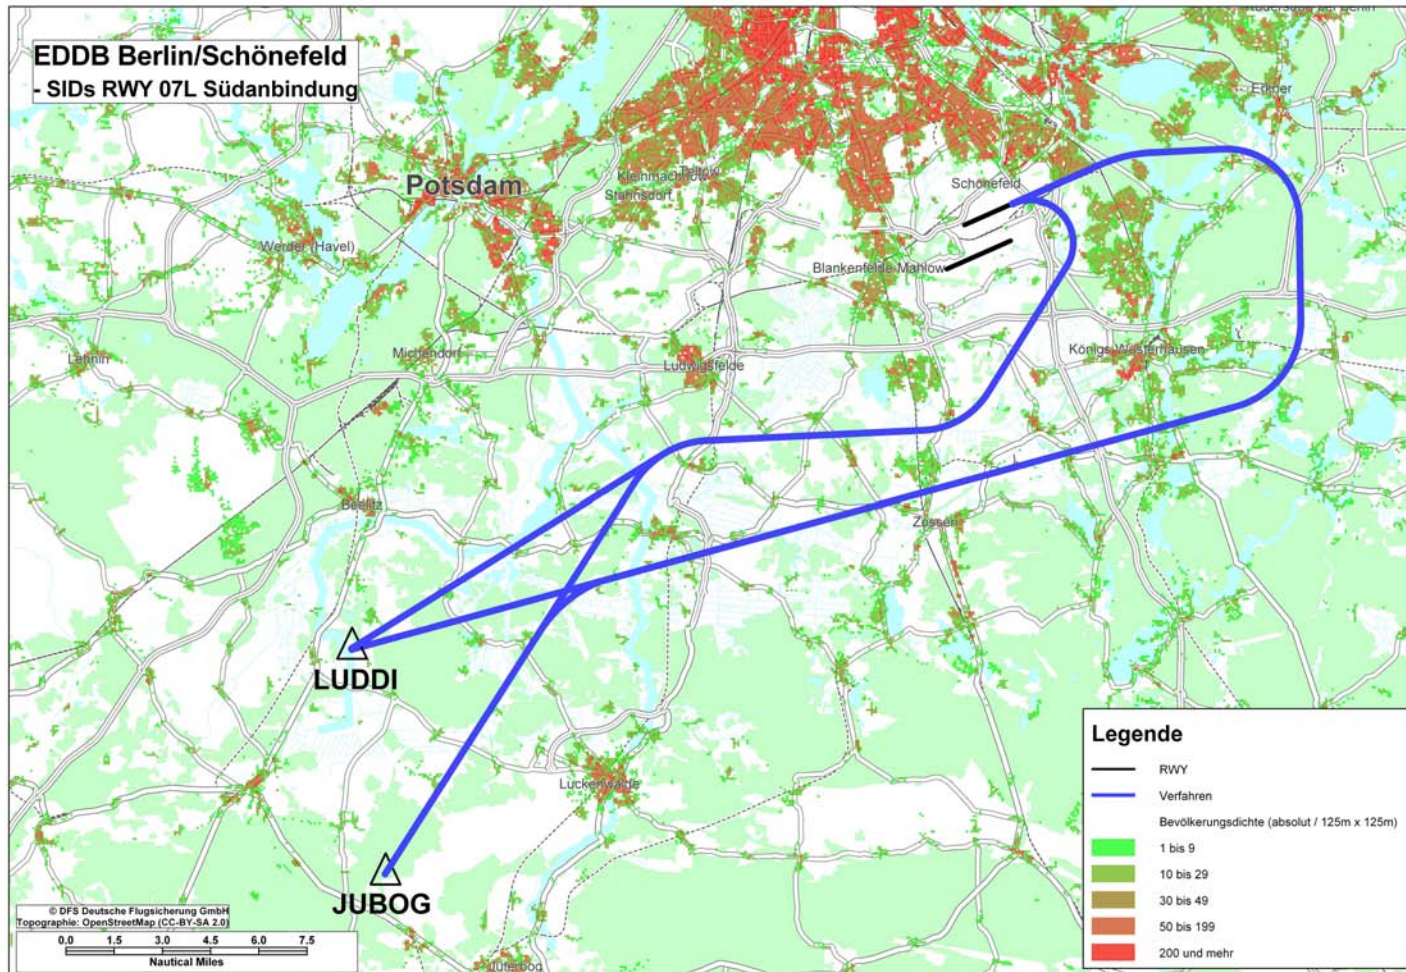 Rüdersdorf bei Berlin
EDDB Berlin/Schönefeld
- SIDs RWY 07L Südanbindung
Erkner
Teltow
Kleinmachnow
Potsdam
Schönefeld
Stahnsdorf
Werder (Havel)
Blankenfelde-Mahlow
Königs Wusterhausen
Michendorf
Lehnin
Ludwigsfelde
Beelitz
Zossen
LUDDI
Luckenwalde
JUBOG
Jüterbog
© DFS Deutsche Flugsicherung GmbH
Topographie: OpenStreetMap (CC-BY-SA 2.0)
0.0 1.5 3.0 4.5 6.0 7.5
Nautical Miles
Legende
RWY
Verfahren
Bevölkerungsdichte (absolut / 125m x 125m)
1 bis 9
10 bis 29
30 bis 49
50 bis 199
200 und mehr